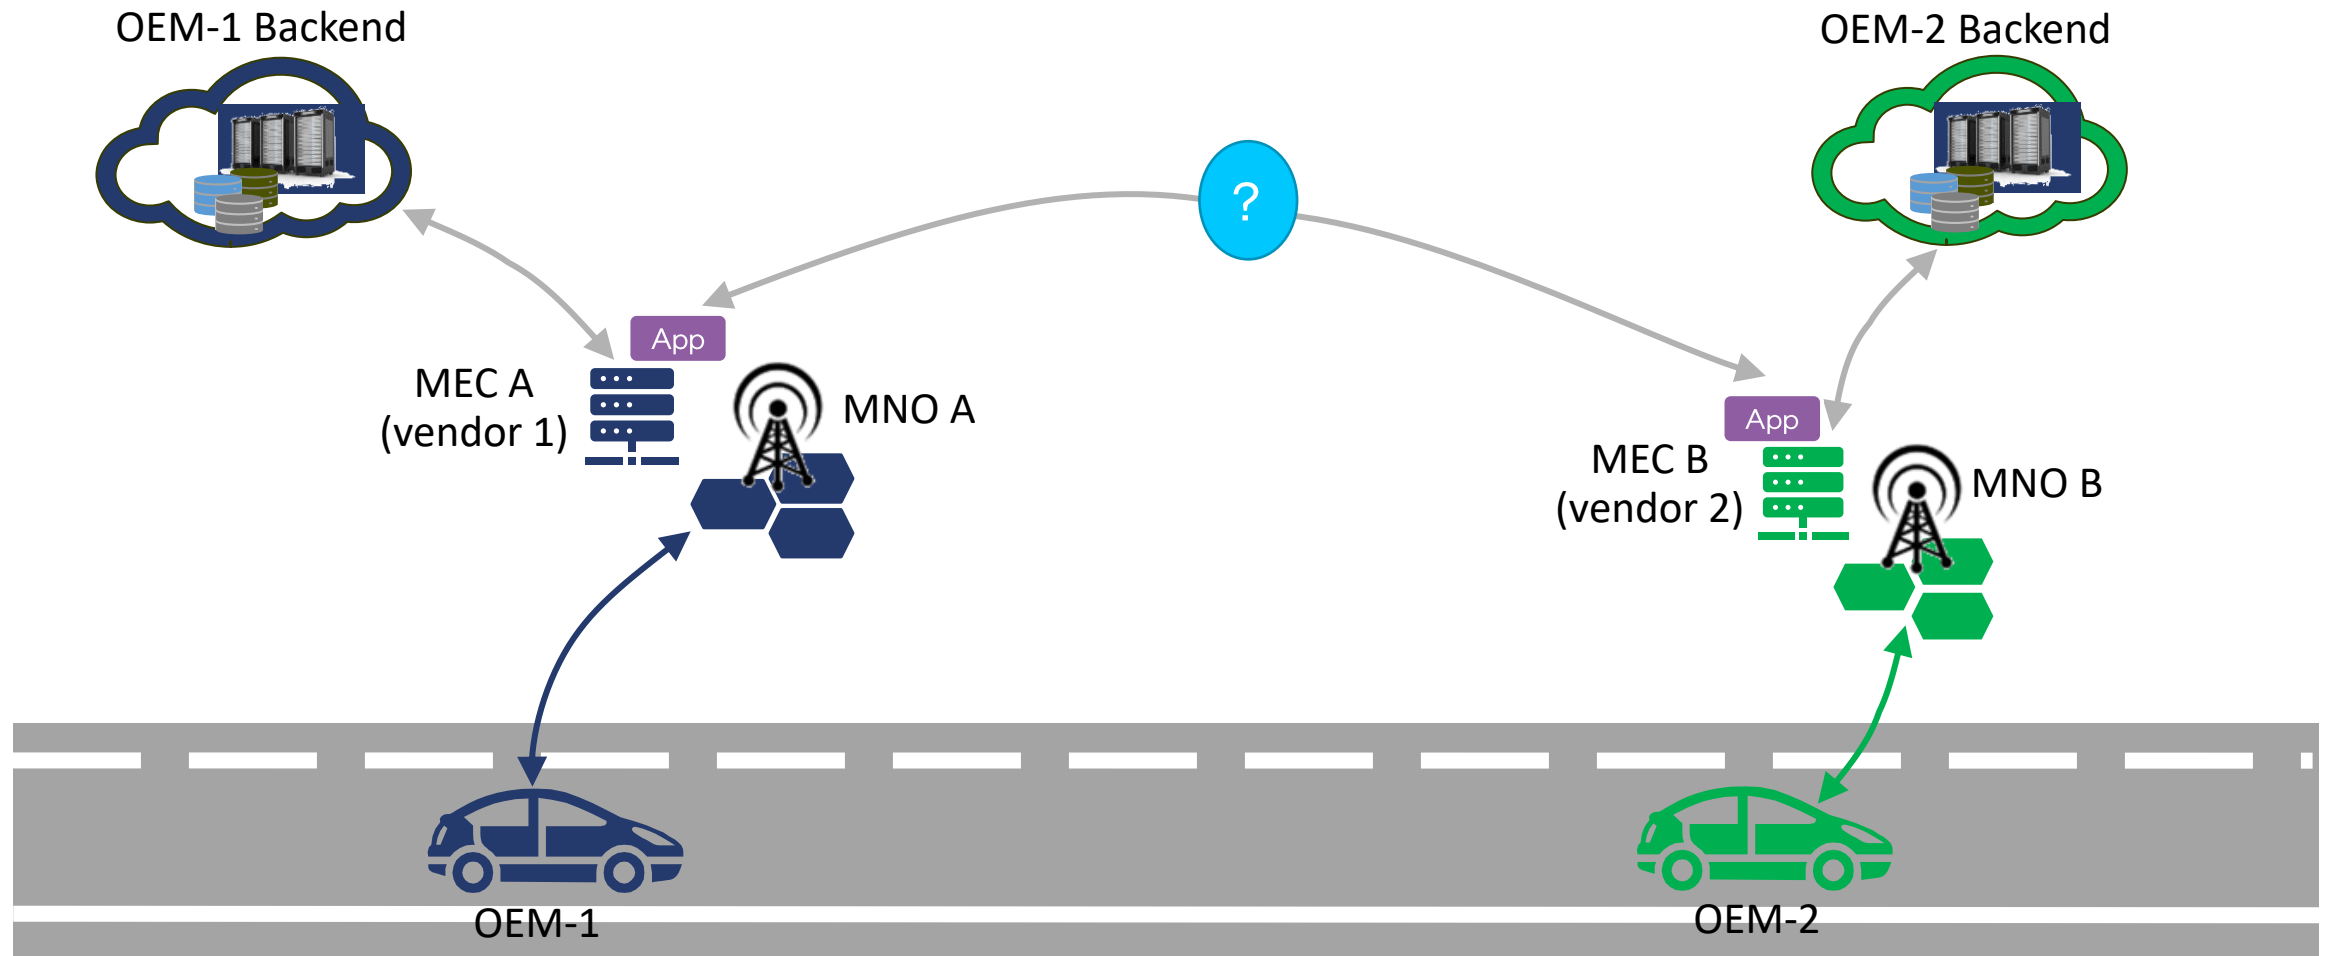 OEM-1 Backend
OEM-2 Backend
?
App
MEC A
(vendor 1)
MNO A
App
MEC B
(vendor 2)
MNO B
OEM-1
OEM-2